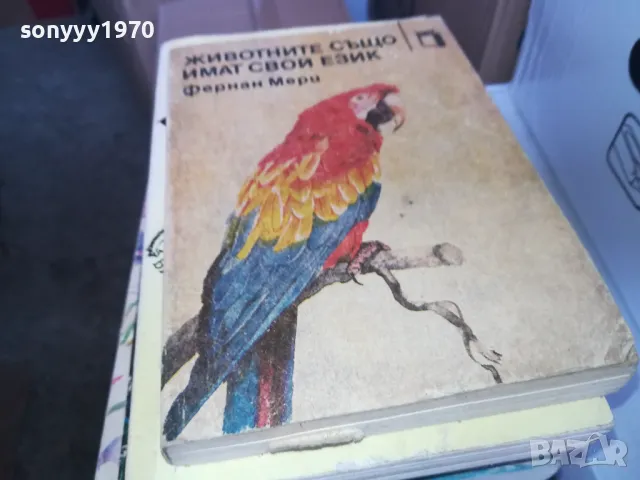 sonyyy1970
ЖИВОТНИТЕ СЪЩО
ИМАТ СВОЙ ЕЗИК
Фернан Мери
BAZAR